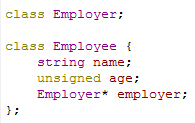 class Employer;
class Employee {
string name;
unsigned age;
Employer* employer;
};